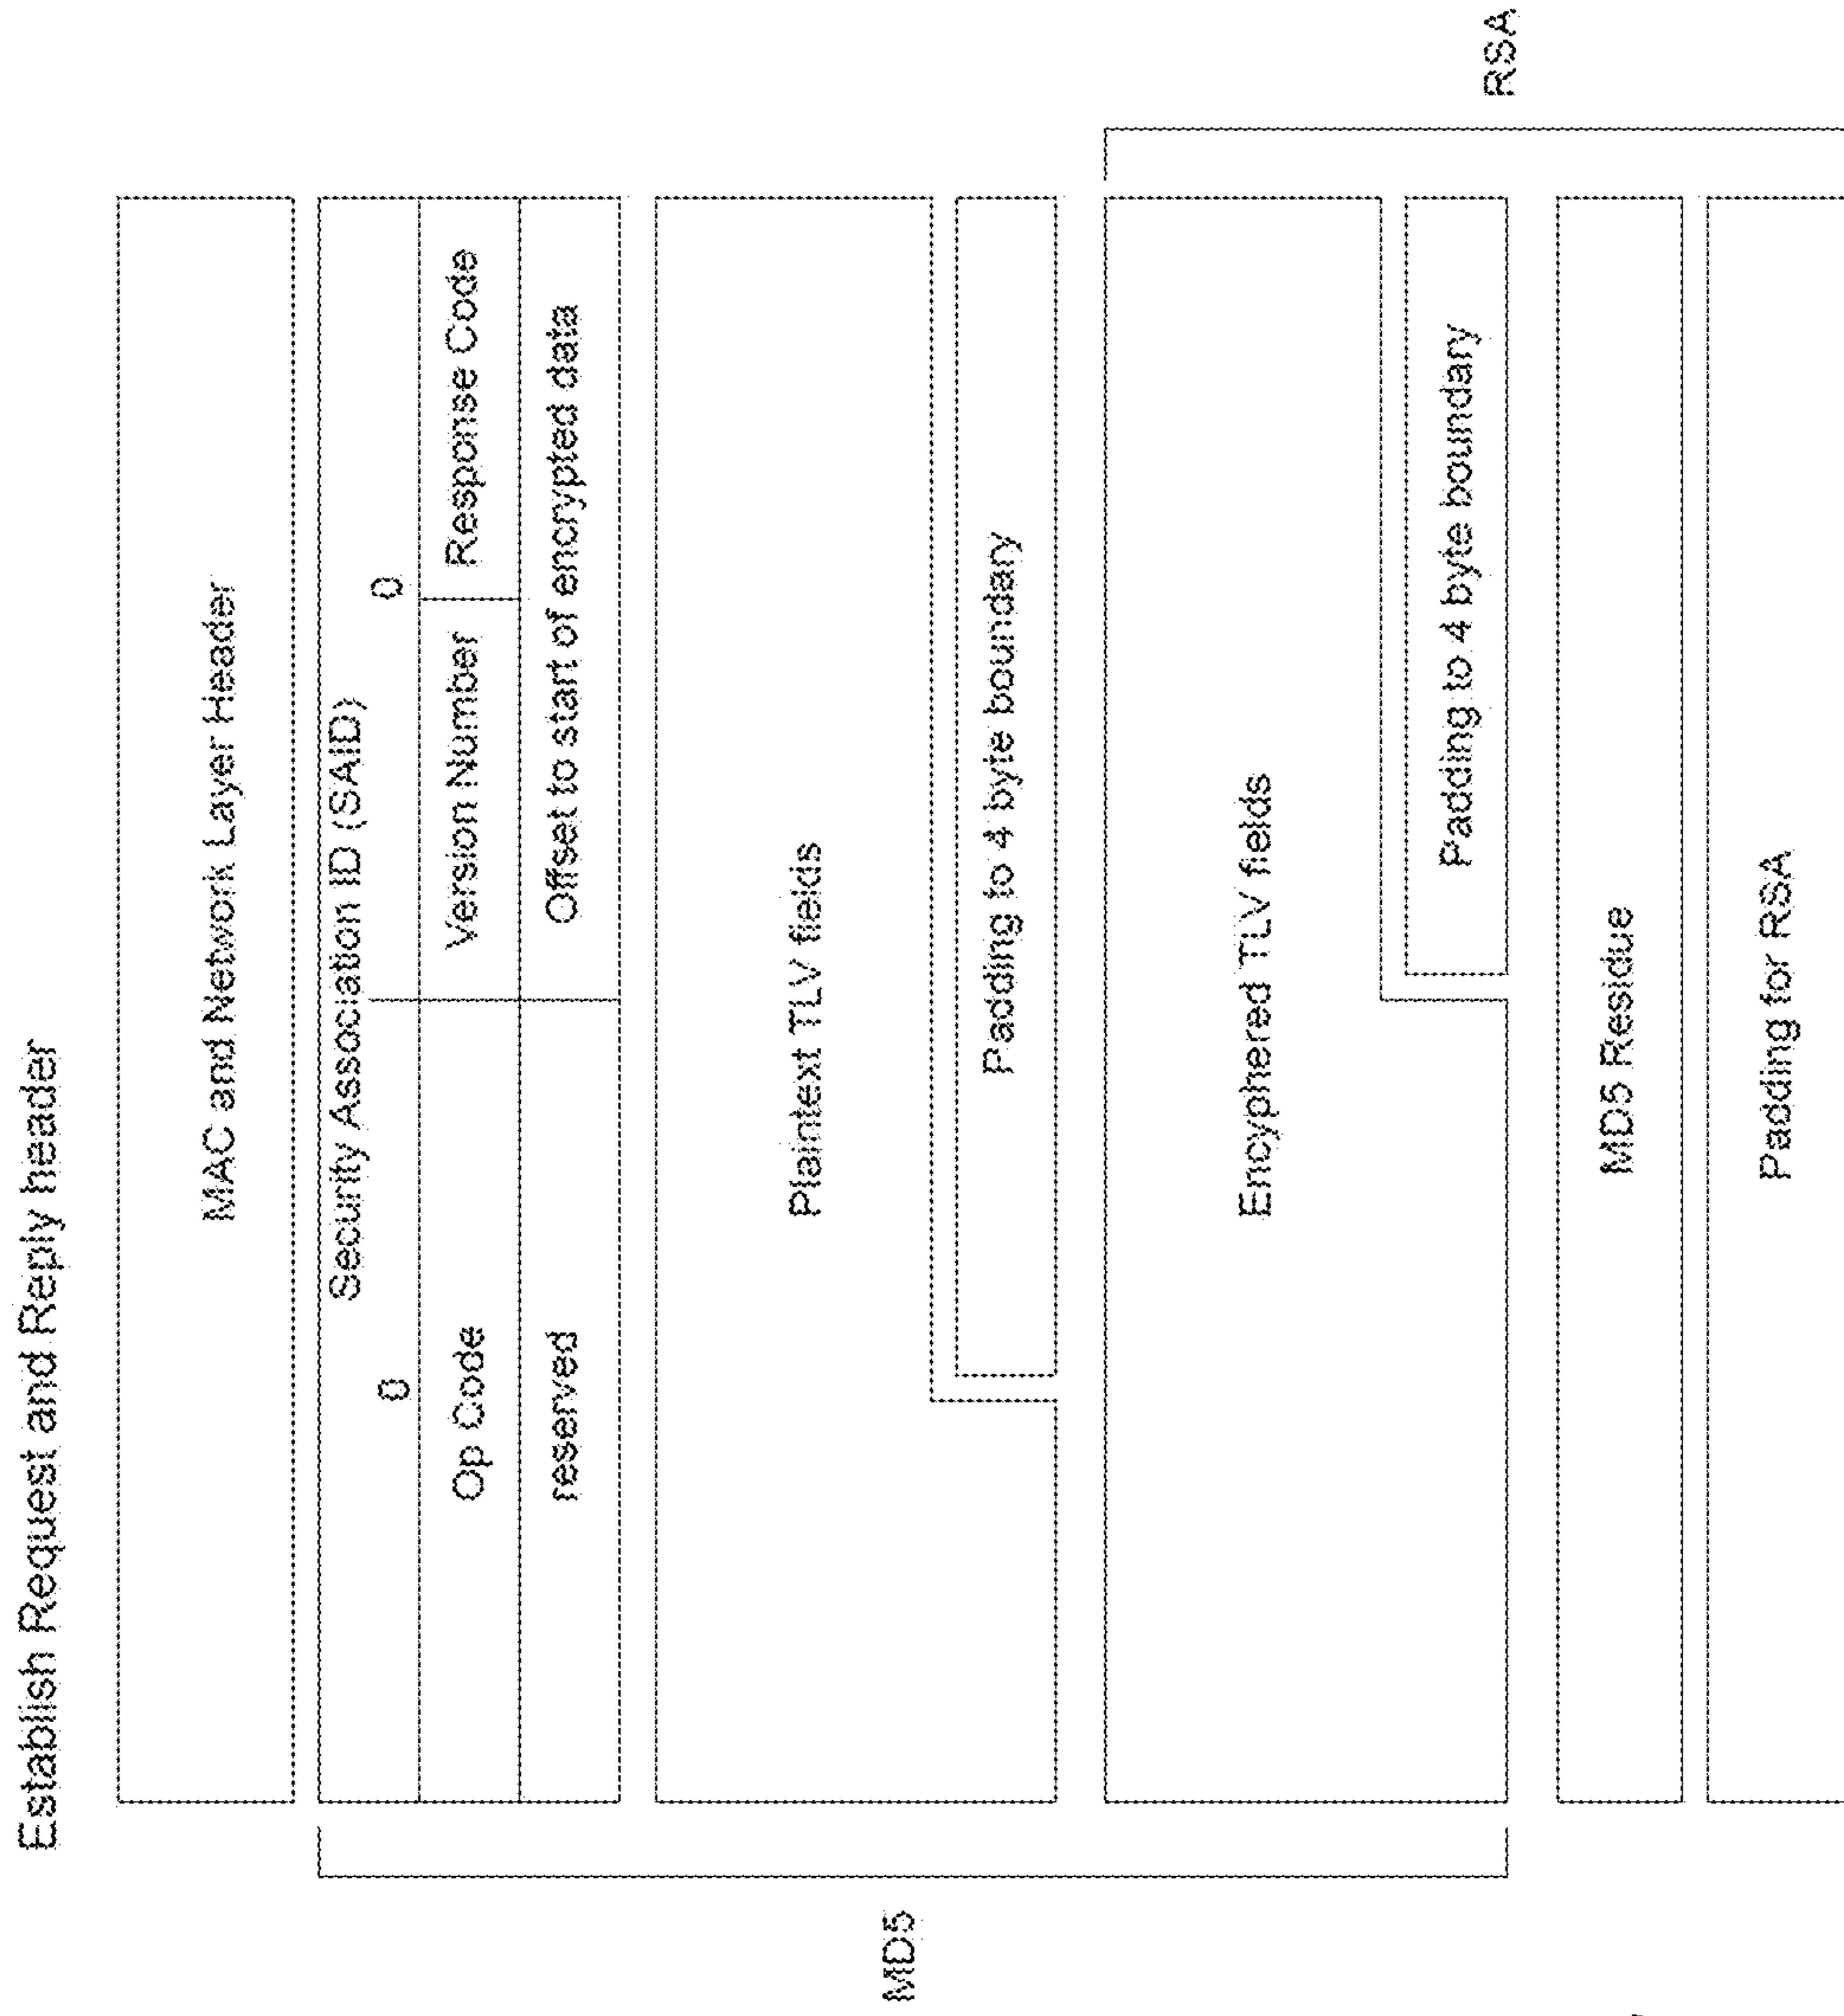 Establish Request and Reply header
MAC and Network Layer Header
Security Association ID (SAID)
0 0
Op Code Version Number Response Code
reserved Offset to start of encrypted data
Plaintext TLV fields
Padding to 4 byte boundary
MD5
Encyphered TLV fields
Padding to 4 byte boundary
RSA
MD5 Residue
Padding for RSA